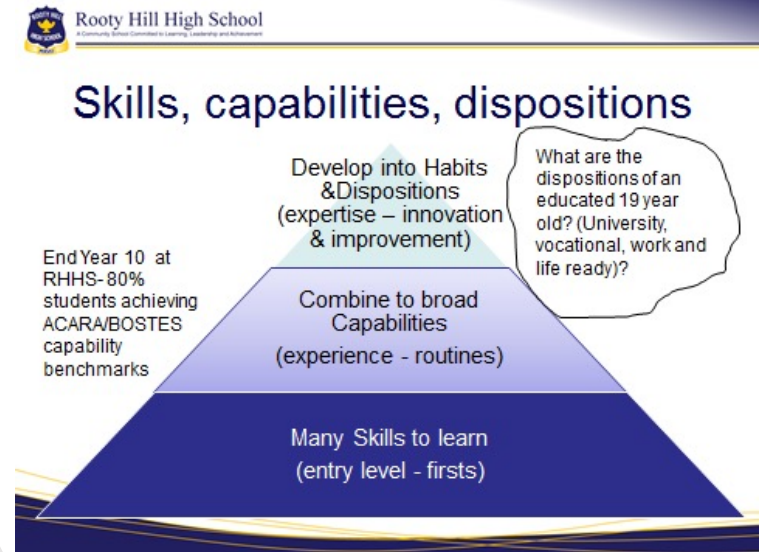 Rooty Hill High School
A Community School Committed to Learning, Leadership and Achievement
Skills, capabilities, dispositions
Develop into Habits
&Dispositions
(expertise – innovation
& improvement)
What are the
dispositions of an
educated 19 year
old? (University,
vocational, work and
life ready)?
End Year 10 at
RHHS- 80%
students achieving
ACARA/BOSTES
capability
benchmarks
Combine to broad
Capabilities
(experience - routines)
Many Skills to learn
(entry level - firsts)